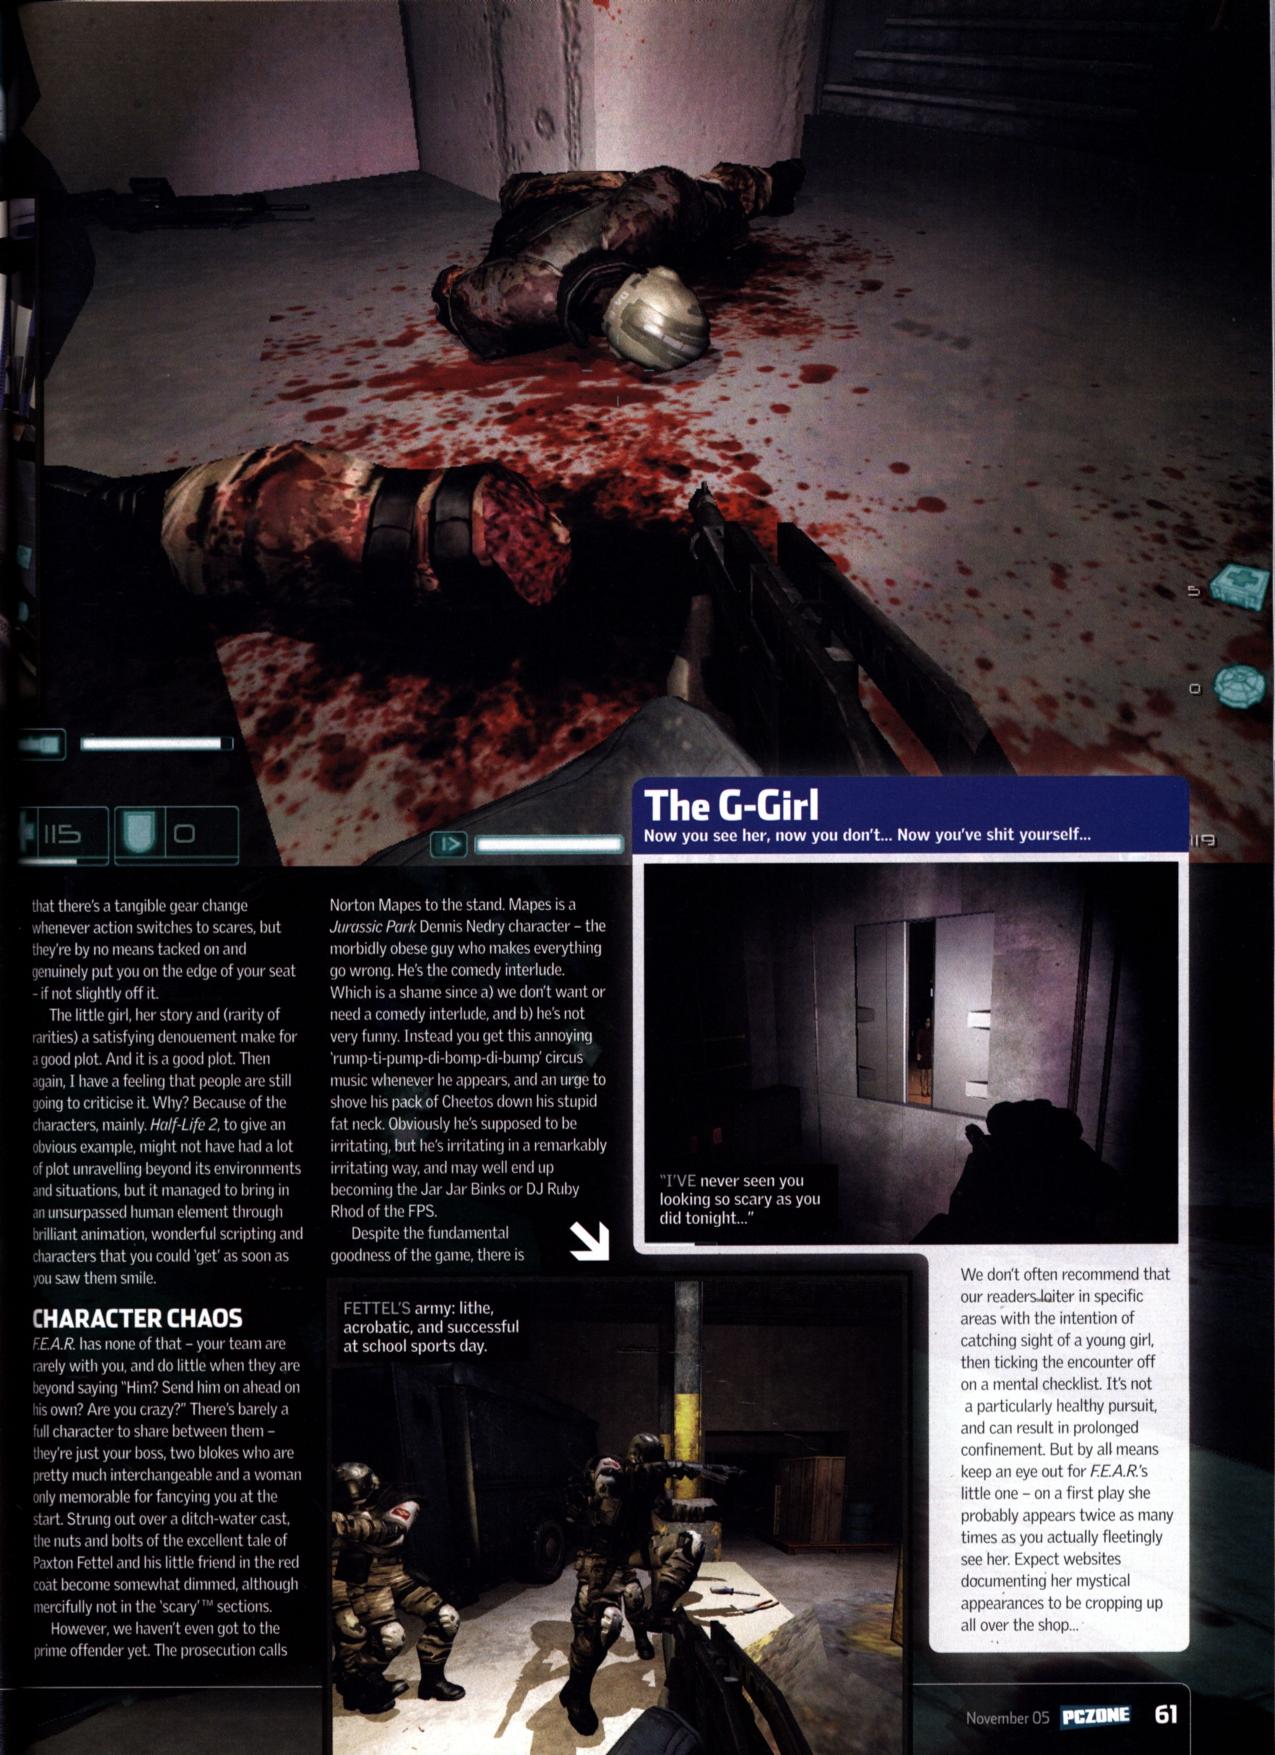 5
0
115
0
119
The G-Girl
Now you see her, now you don't... Now you've shit yourself...
that there's a tangible gear change
whenever action switches to scares, but
they're by no means tacked on and
genuinely put you on the edge of your seat
- if not slightly off it.
The little girl, her story and (rarity of
rarities) a satisfying denouement make for
a good plot. And it is a good plot. Then
again, I have a feeling that people are still
going to criticise it. Why? Because of the
characters, mainly. Half-Life 2, to give an
obvious example, might not have had a lot
of plot unravelling beyond its environments
and situations, but it managed to bring in
an unsurpassed human element through
brilliant animation, wonderful scripting and
characters that you could 'get' as soon as
you saw them smile.
CHARACTER CHAOS
F.E.A.R. has none of that – your team are
rarely with you, and do little when they are
beyond saying "Him? Send him on ahead on
his own? Are you crazy?" There's barely a
full character to share between them –
they're just your boss, two blokes who are
pretty much interchangeable and a woman
only memorable for fancying you at the
start. Strung out over a ditch-water cast,
the nuts and bolts of the excellent tale of
Paxton Fettel and his little friend in the red
coat become somewhat dimmed, although
mercifully not in the 'scary'™ sections.
However, we haven't even got to the
prime offender yet. The prosecution calls
Norton Mapes to the stand. Mapes is a
Jurassic Park Dennis Nedry character – the
morbidly obese guy who makes everything
go wrong. He's the comedy interlude.
Which is a shame since a) we don't want or
need a comedy interlude, and b) he's not
very funny. Instead you get this annoying
'rump-ti-pump-di-bomp-di-bump' circus
music whenever he appears, and an urge to
shove his pack of Cheetos down his stupid
fat neck. Obviously he's supposed to be
irritating, but he's irritating in a remarkably
irritating way, and may well end up
becoming the Jar Jar Binks or DJ Ruby
Rhod of the FPS.
Despite the fundamental
goodness of the game, there is
FETTEL'S army: lithe,
acrobatic, and successful
at school sports day.
"I'VE never seen you
looking so scary as you
did tonight..."
We don't often recommend that
our readers loiter in specific
areas with the intention of
catching sight of a young girl,
then ticking the encounter off
on a mental checklist. It's not
a particularly healthy pursuit,
and can result in prolonged
confinement. But by all means
keep an eye out for F.E.A.R.'s
little one – on a first play she
probably appears twice as many
times as you actually fleetingly
see her. Expect websites
documenting her mystical
appearances to be cropping up
all over the shop...
November 05 PCZONE 61